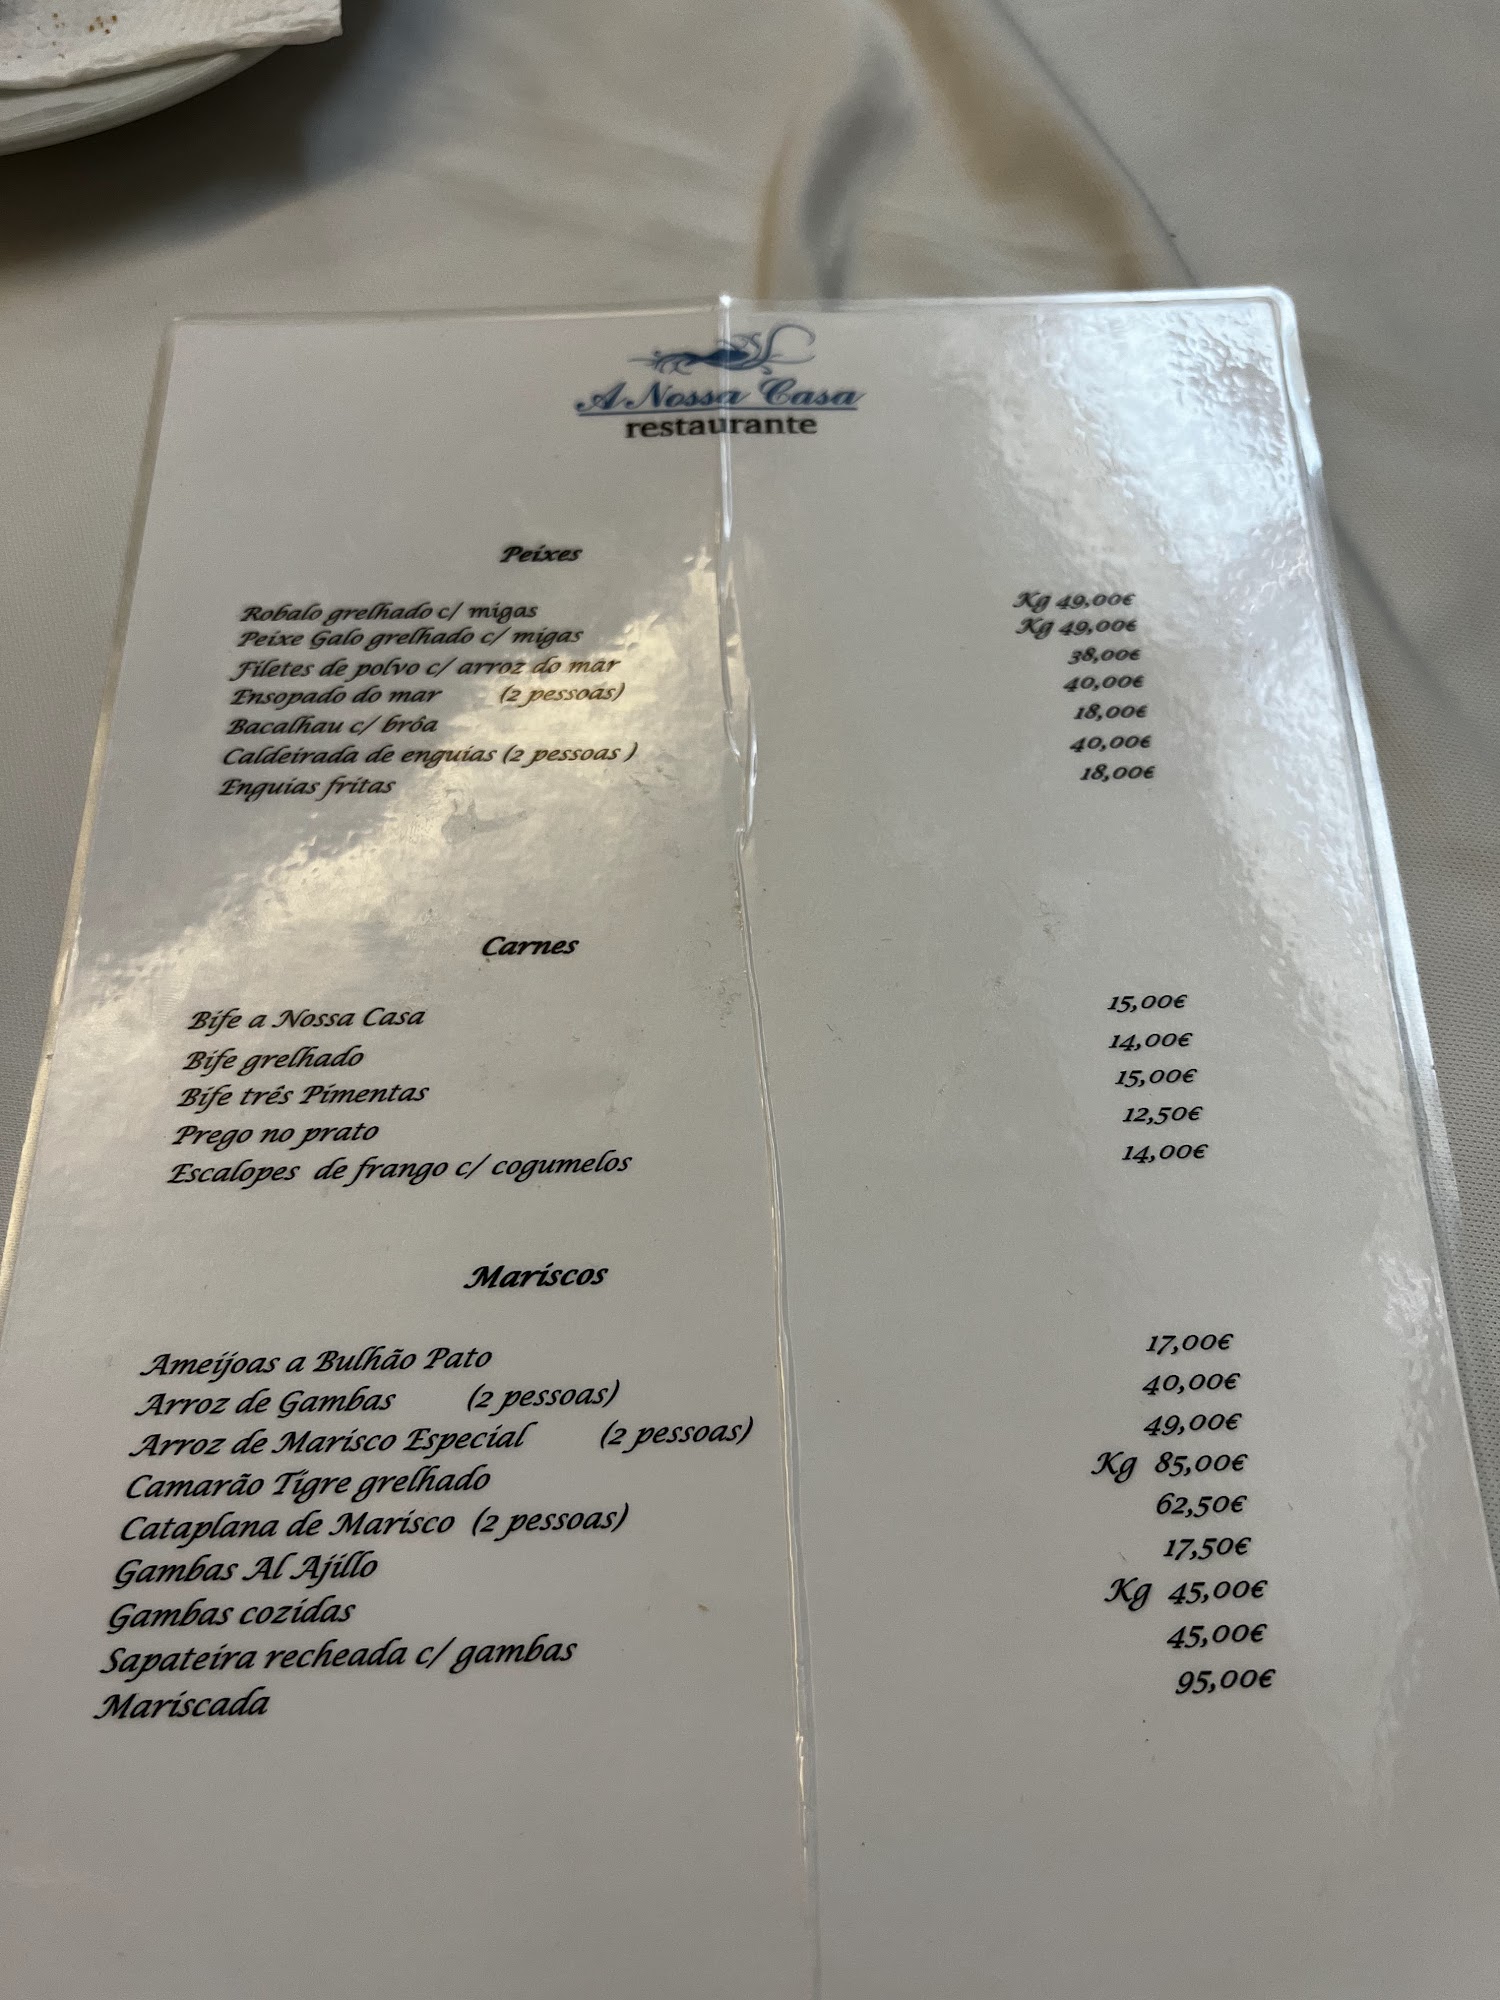 A Nossa Casa
restaurante
Peixes
Robalo grelhado c/ migas Kg 49,00€
Peixe Galo grelhado c/ migas Kg 49,00€
Filetes de polvo c/ arroz do mar 38,00€
Ensopado do mar (2 pessoas) 40,00€
Bacalhau c/ brôa 18,00€
Caldeirada de enguias (2 pessoas ) 40,00€
Enguias fritas 18,00€
Carnes
Bife a Nossa Casa 15,00€
Bife grelhado 14,00€
Bife três Pimentas 15,00€
Prego no prato 12,50€
Escalopes de frango c/ cogumelos 14,00€
Mariscos
Ameijoas a Bulhão Pato 17,00€
Arroz de Gambas (2 pessoas) 40,00€
Arroz de Marisco Especial (2 pessoas) 49,00€
Camarão Tigre grelhado Kg 85,00€
Cataplana de Marisco (2 pessoas) 62,50€
Gambas Al Ajillo 17,50€
Gambas cozidas Kg 45,00€
Sapateira recheada c/ gambas 45,00€
Mariscada 95,00€